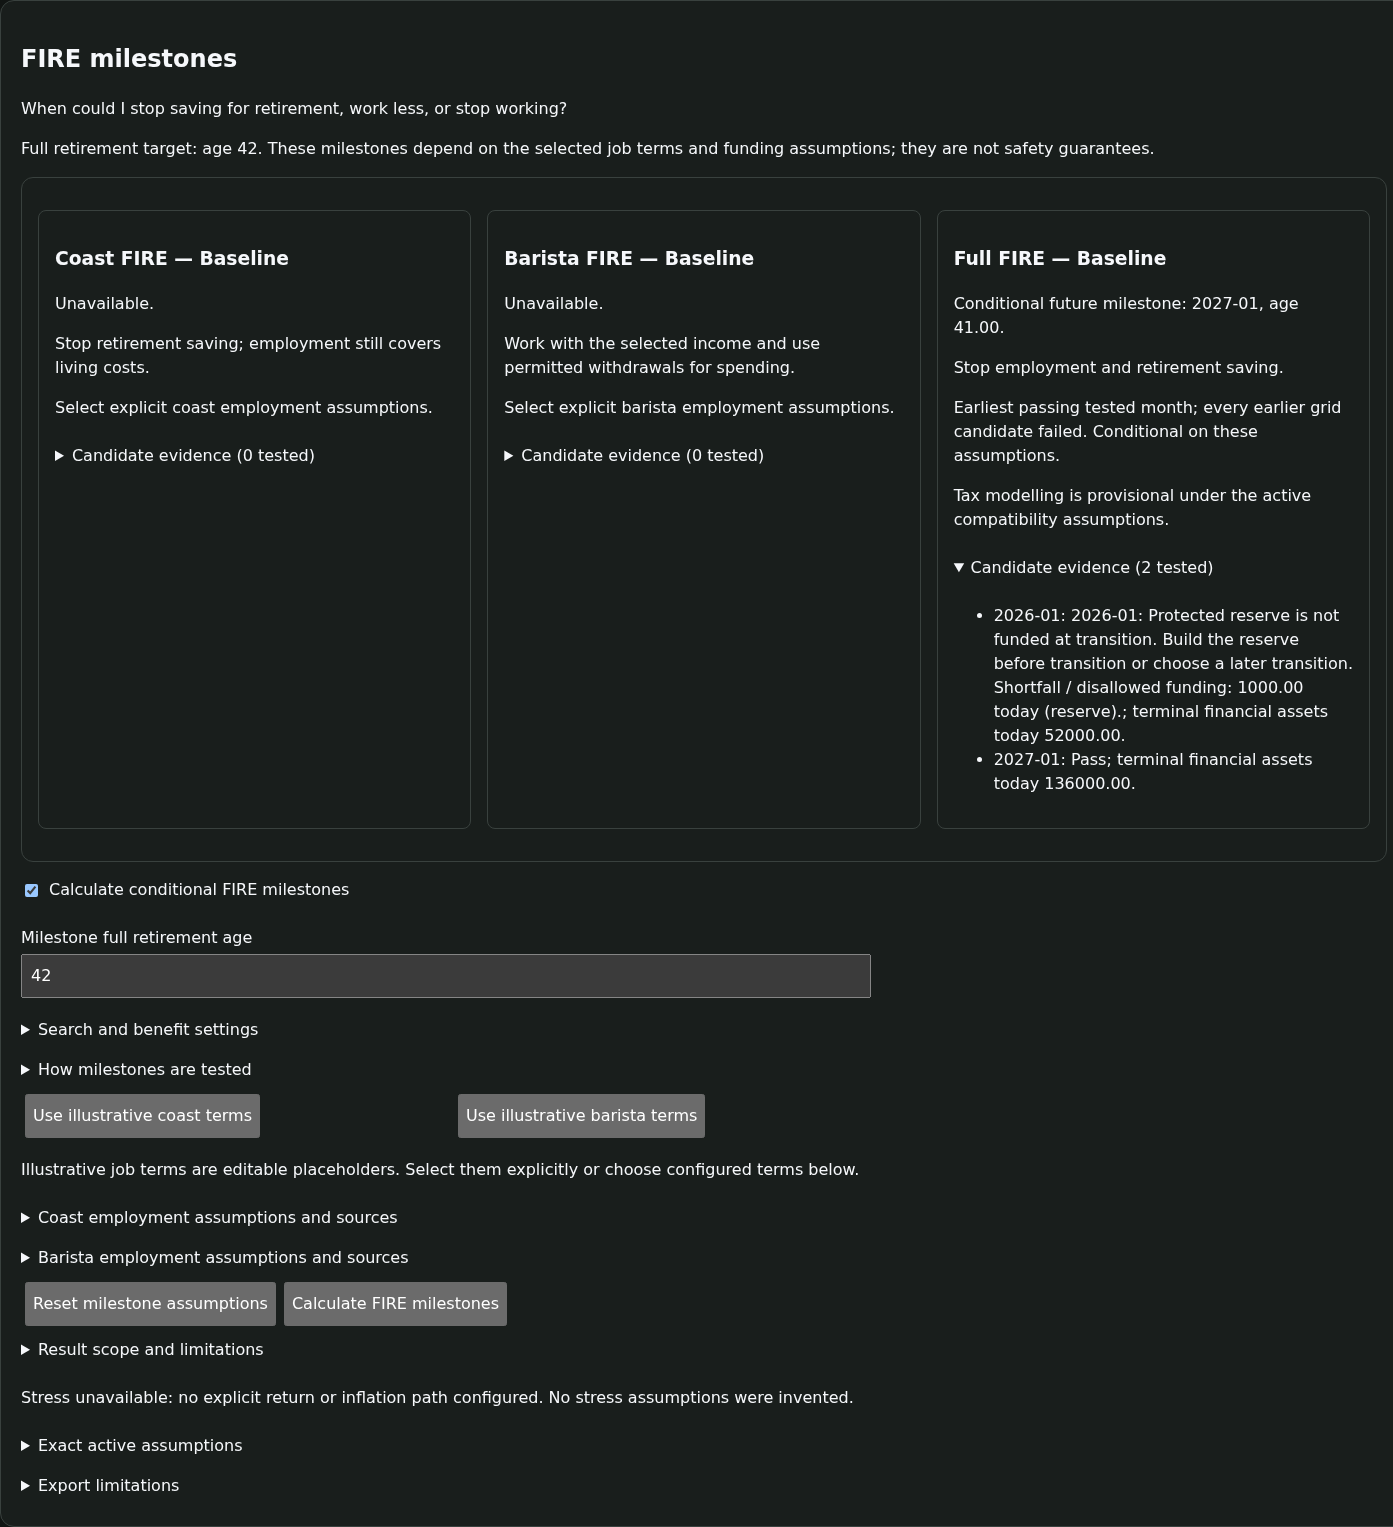 FIRE milestones
When could I stop saving for retirement, work less, or stop working?
Full retirement target: age 42. These milestones depend on the selected job terms and funding assumptions; they are not safety guarantees.
Coast FIRE — Baseline
Unavailable.
Stop retirement saving; employment still covers
living costs.
Select explicit coast employment assumptions.
▶ Candidate evidence (0 tested)
Barista FIRE — Baseline
Unavailable.
Work with the selected income and use
permitted withdrawals for spending.
Select explicit barista employment assumptions.
▶ Candidate evidence (0 tested)
Full FIRE — Baseline
Conditional future milestone: 2027-01, age
41.00.
Stop employment and retirement saving.
Earliest passing tested month; every earlier grid
candidate failed. Conditional on these
assumptions.
Tax modelling is provisional under the active
compatibility assumptions.
▼ Candidate evidence (2 tested)
• 2026-01: 2026-01: Protected reserve is not
funded at transition. Build the reserve
before transition or choose a later transition.
Shortfall / disallowed funding: 1000.00
today (reserve).; terminal financial assets
today 52000.00.
• 2027-01: Pass; terminal financial assets
today 136000.00.
Calculate conditional FIRE milestones
Milestone full retirement age
42
▶ Search and benefit settings
▶ How milestones are tested
Use illustrative coast terms
Use illustrative barista terms
Illustrative job terms are editable placeholders. Select them explicitly or choose configured terms below.
▶ Coast employment assumptions and sources
▶ Barista employment assumptions and sources
Reset milestone assumptions
Calculate FIRE milestones
▶ Result scope and limitations
Stress unavailable: no explicit return or inflation path configured. No stress assumptions were invented.
▶ Exact active assumptions
▶ Export limitations